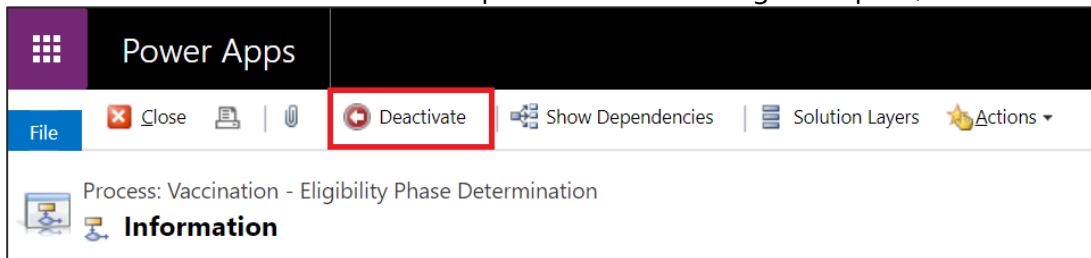 Power Apps
File Close Deactivate Show Dependencies Solution Layers Actions
Process: Vaccination - Eligibility Phase Determination
Information